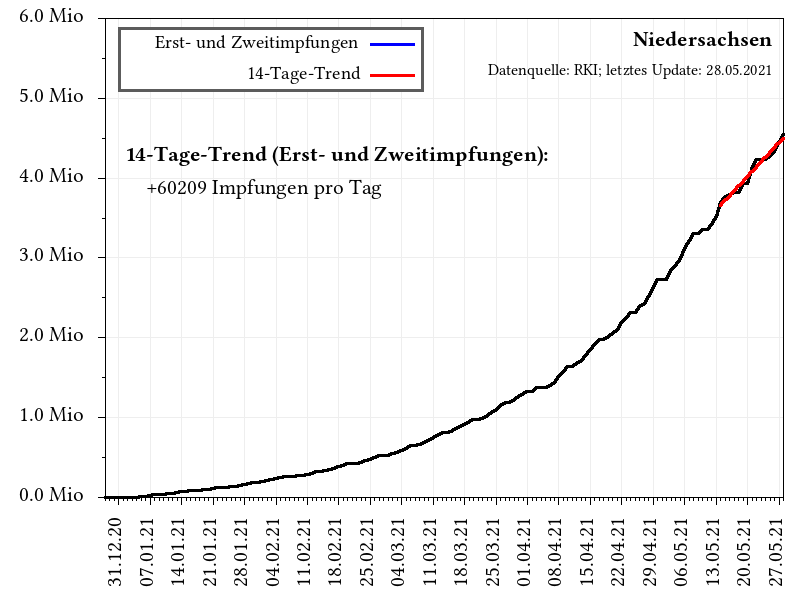 6.0 Mio
5.0 Mio
4.0 Mio
3.0 Mio
2.0 Mio
1.0 Mio
0.0 Mio
Erst- und Zweitimpfungen
14-Tage-Trend
Niedersachsen
Datenquelle: RKI; letztes Update: 28.05.2021
14-Tage-Trend (Erst- und Zweitimpfungen):
+60209 Impfungen pro Tag
31.12.20
07.01.21
14.01.21
21.01.21
28.01.21
04.02.21
11.02.21
18.02.21
25.02.21
04.03.21
11.03.21
18.03.21
25.03.21
01.04.21
08.04.21
15.04.21
22.04.21
29.04.21
06.05.21
13.05.21
20.05.21
27.05.21